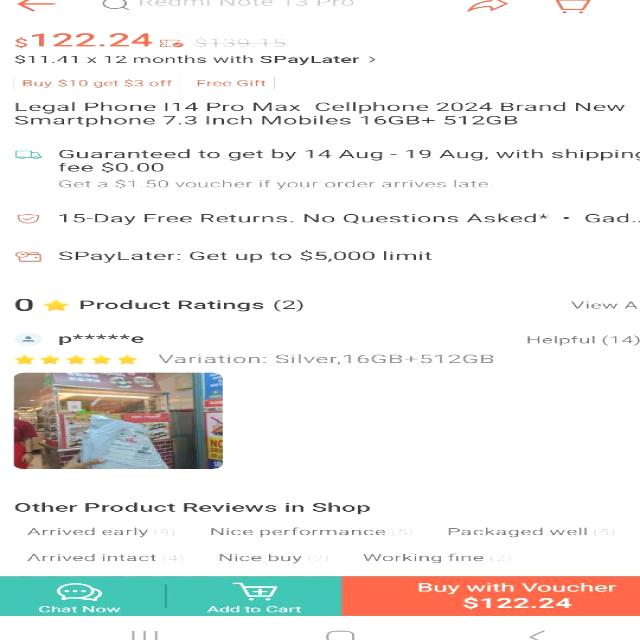 Redmi Note 13 Pro
$122.24 $139.15
$11.41 x 12 months with SPayLater >
Buy $10 get $3 off Free Gift
Legal Phone I14 Pro Max Cellphone 2024 Brand New
Smartphone 7.3 Inch Mobiles 16GB+ 512GB
Guaranteed to get by 14 Aug - 19 Aug, with shipping
fee $0.00
Get a $1.50 voucher if your order arrives late.
15-Day Free Returns. No Questions Asked* • Gad...
SPayLater: Get up to $5,000 limit
0 Product Ratings (2) View A
p*****e Helpful (14)
Variation: Silver,16GB+512GB
Other Product Reviews in Shop
Arrived early (9) Nice performance (5) Packaged well (5)
Arrived intact (4) Nice buy (2) Working fine (2)
Chat Now Add to Cart Buy with Voucher
$122.24